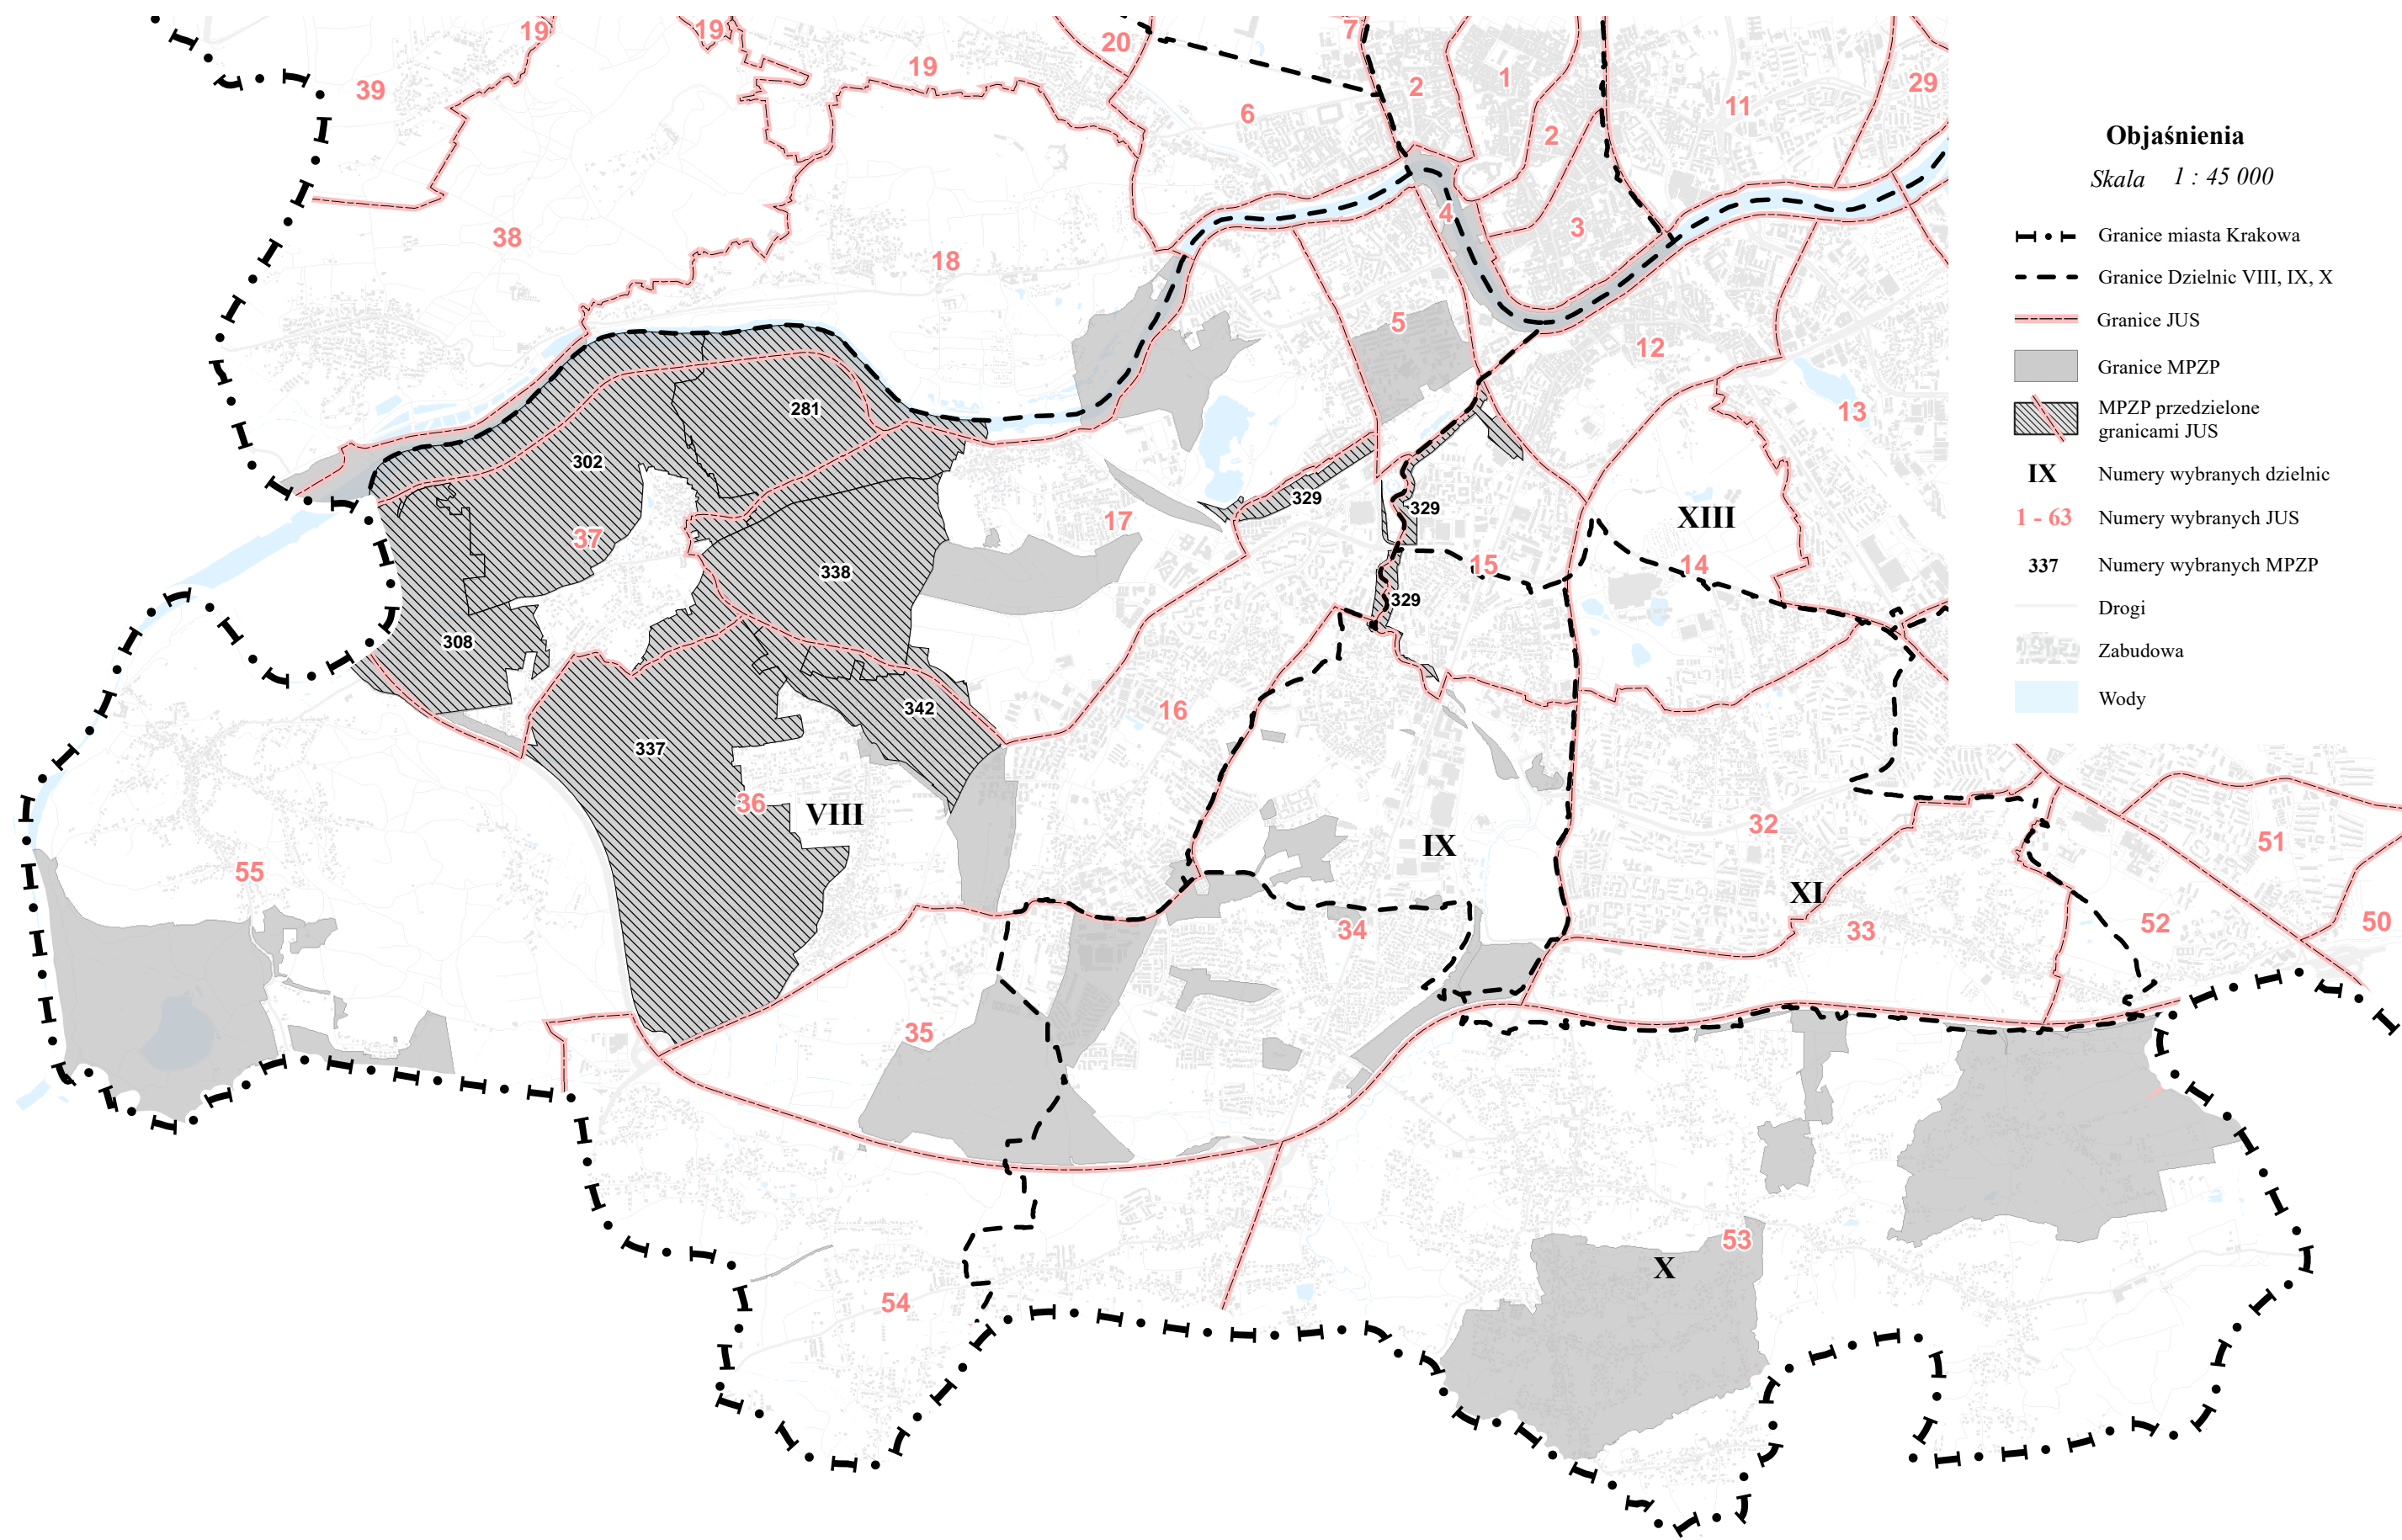 19
19
7
20
19
39
2
1
29
11
6
2
Objaśnienia
Skala 1 : 45 000
4
3
38
18
Granice miasta Krakowa
Granice Dzielnic VIII, IX, X
5
Granice JUS
12
Granice MPZP
281
13
MPZP przedzielone
granicami JUS
302
IX Numery wybranych dzielnic
329
329
17
XIII
1 - 63 Numery wybranych JUS
37
338
15
14
337 Numery wybranych MPZP
329
Drogi
308
Zabudowa
342
16
Wody
337
36
VIII
32
51
IX
55
XI
34
33
52
50
35
53
X
54